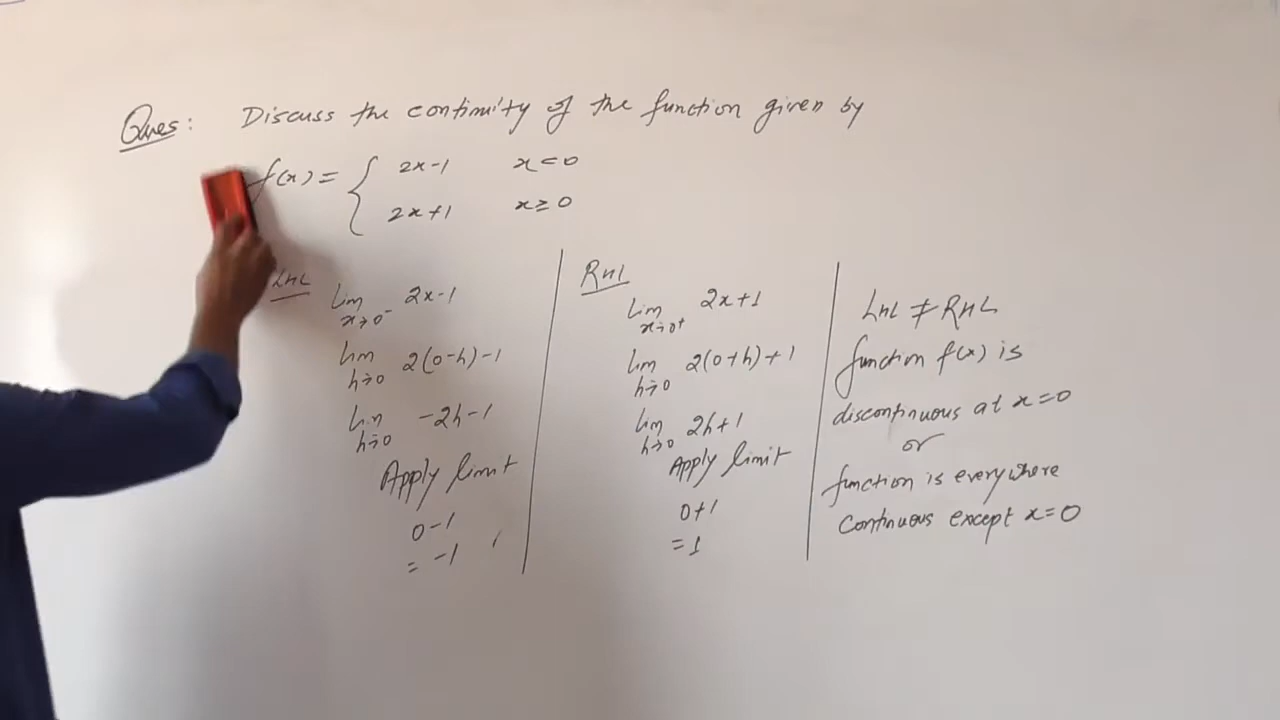 Ques: Discuss the continuity of the function given by
f(x) = { 2x-1 x<0
2x+1 x≥0
LHL
lim x→0⁻ 2x-1
lim h→0 2(0-h)-1
lim h→0 -2h-1
Apply limit
0-1
= -1
RHL
lim x→0⁺ 2x+1
lim h→0 2(0+h)+1
lim h→0 2h+1
Apply limit
0+1
= 1
LHL ≠ RHL
function f(x) is
discontinuous at x=0
or
function is everywhere
continuous except x=0